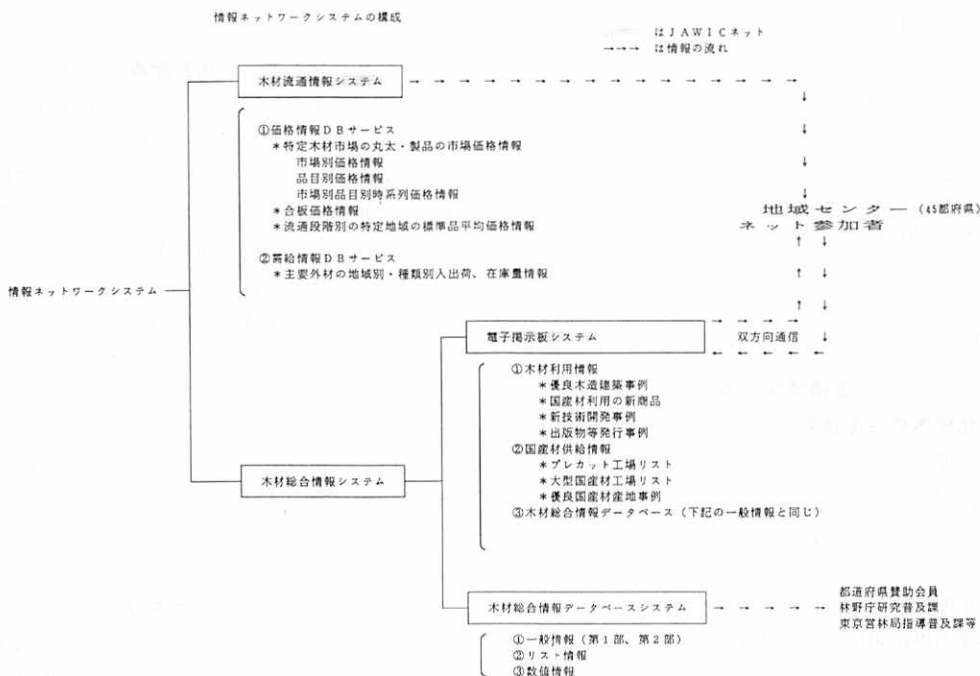 情報ネットワークシステムの構成
はJAWICネット
→→→ は情報の流れ
木材流通情報システム
①価格情報DBサービス
*特定木材市場の丸太・製品の市場価格情報
市場別価格情報
品目別価格情報
市場別品目別時系列価格情報
*合板価格情報
*流通段階別の特定地域の標準品平均価格情報
地域センター (45都府県)
ネット参加者
②需給情報DBサービス
*主要外材の地域別・種類別入出荷、在庫量情報
情報ネットワークシステム
電子掲示板システム
双方向通信
①木材利用情報
*優良木造建築事例
*国産材利用の新商品
*新技術開発事例
*出版物等発行事例
②国産材供給情報
*プレカット工場リスト
*大型国産材工場リスト
*優良国産材産地事例
③木材総合情報データベース(下記の一般情報と同じ)
木材総合情報システム
木材総合情報データベースシステム
都道府県賛助会員
林野庁研究普及課
東京営林局指導普及課等
①一般情報(第1部、第2部)
②リスト情報
③数値情報